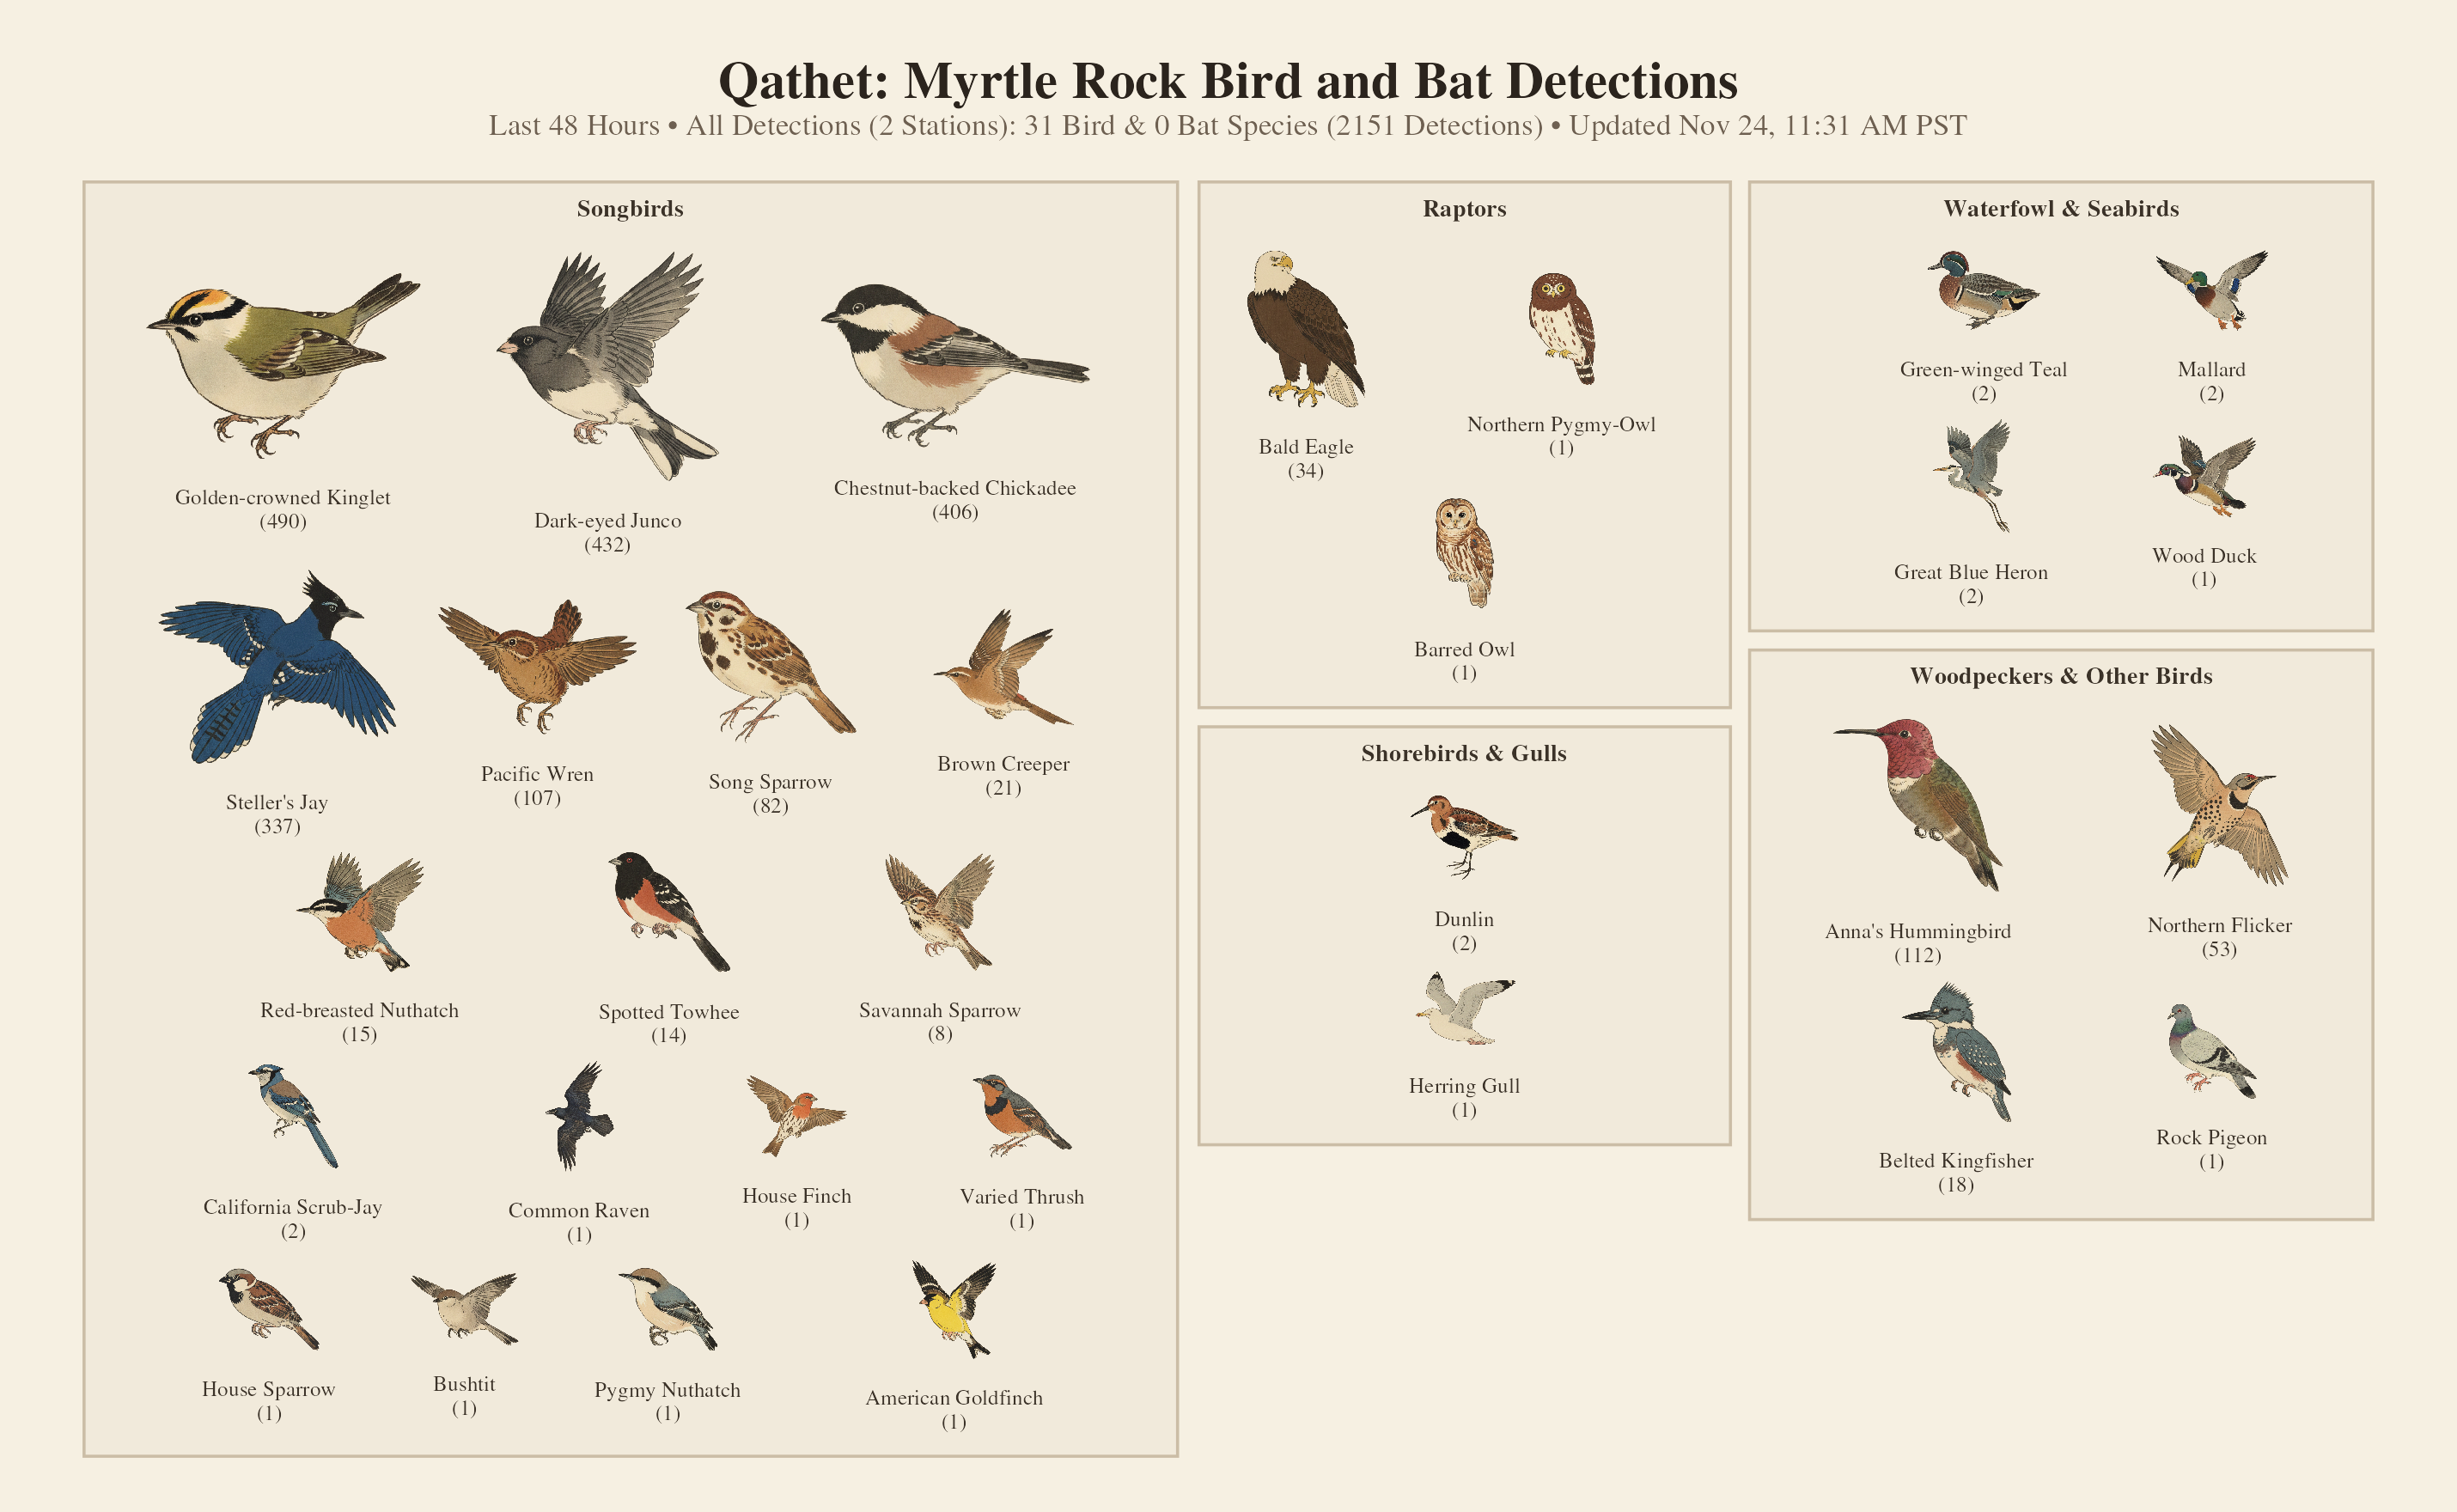 Qathet: Myrtle Rock Bird and Bat Detections
Last 48 Hours • All Detections (2 Stations): 31 Bird & 0 Bat Species (2151 Detections) • Updated Nov 24, 11:31 AM PST
Songbirds
Golden-crowned Kinglet
(490)
Dark-eyed Junco
(432)
Chestnut-backed Chickadee
(406)
Steller's Jay
(337)
Pacific Wren
(107)
Song Sparrow
(82)
Brown Creeper
(21)
Red-breasted Nuthatch
(15)
Spotted Towhee
(14)
Savannah Sparrow
(8)
California Scrub-Jay
(2)
Common Raven
(1)
House Finch
(1)
Varied Thrush
(1)
House Sparrow
(1)
Bushtit
(1)
Pygmy Nuthatch
(1)
American Goldfinch
(1)
Raptors
Bald Eagle
(34)
Northern Pygmy-Owl
(1)
Barred Owl
(1)
Shorebirds & Gulls
Dunlin
(2)
Herring Gull
(1)
Waterfowl & Seabirds
Green-winged Teal
(2)
Mallard
(2)
Great Blue Heron
(2)
Wood Duck
(1)
Woodpeckers & Other Birds
Anna's Hummingbird
(112)
Northern Flicker
(53)
Belted Kingfisher
(18)
Rock Pigeon
(1)